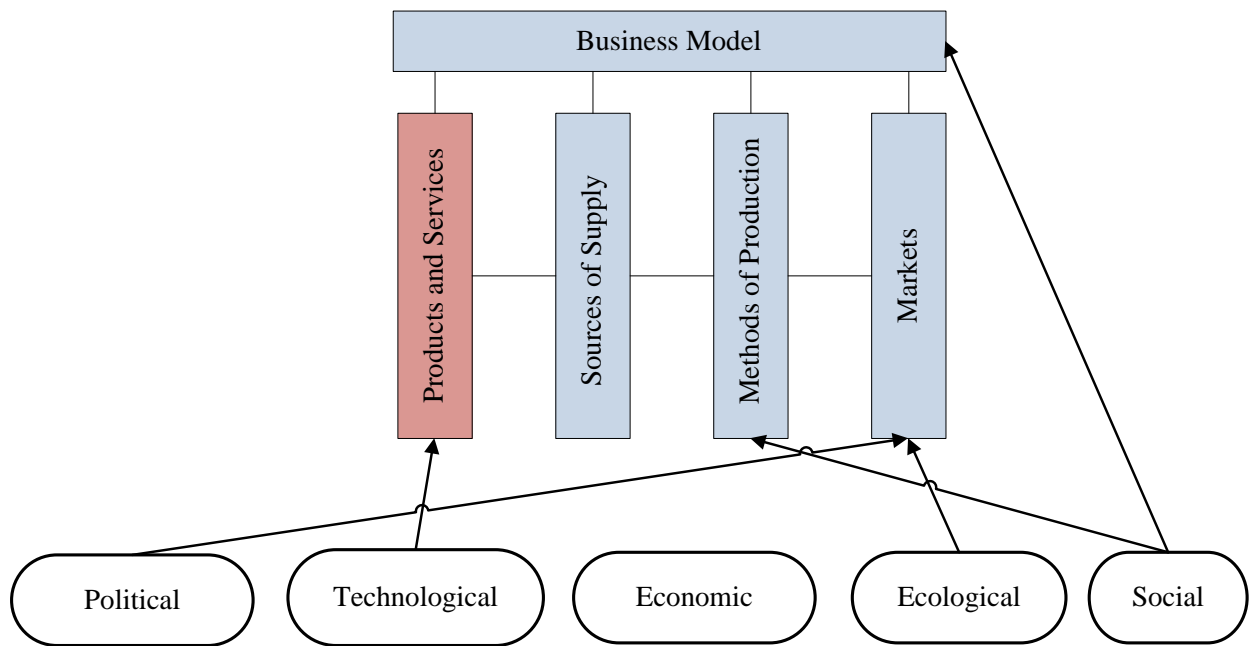 Business Model
Products and Services
Sources of Supply
Methods of Production
Markets
Political
Technological
Economic
Ecological
Social